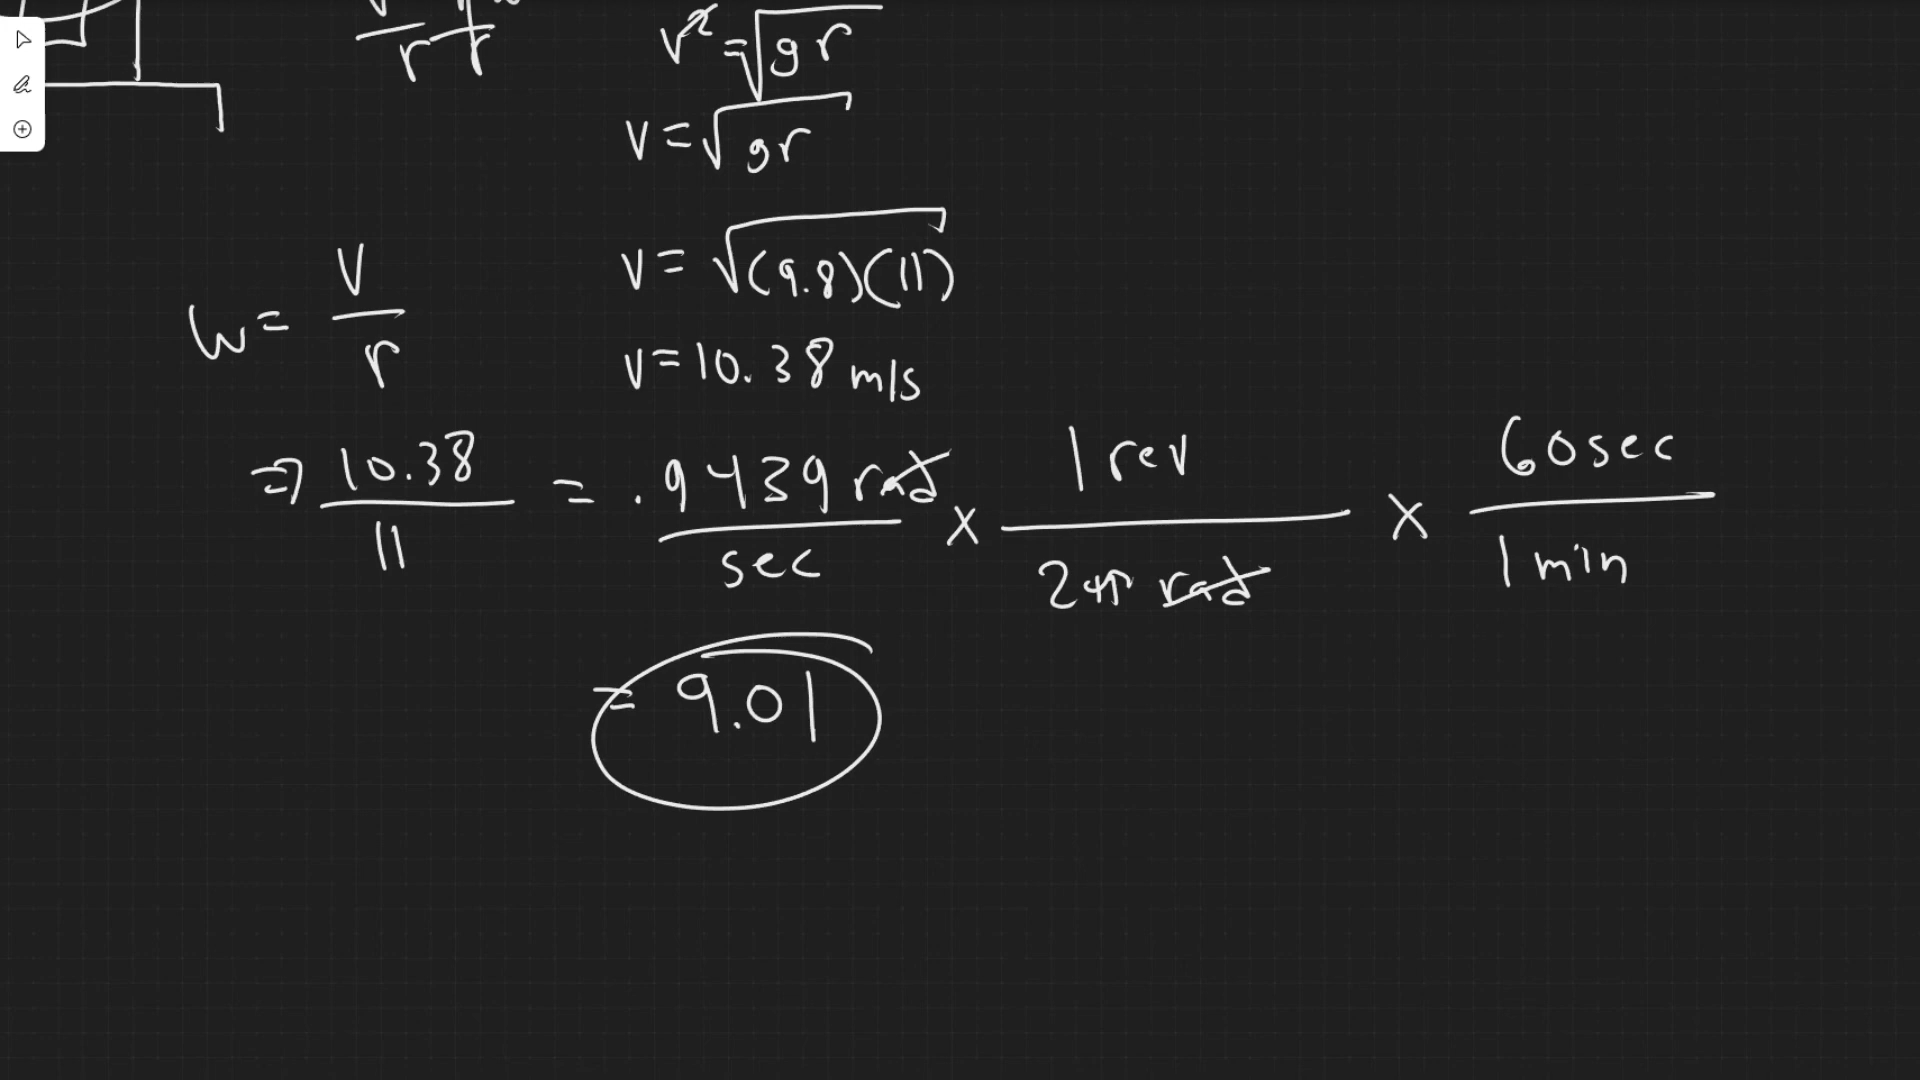 r r
v² = √gr
v = √gr
v = √(9.8)(11)
W = V/r
v = 10.38 m/s
⇒ 10.38/11 = .9439 rad/sec × 1 rev/2π rad × 60 sec/1 min
= 9.01